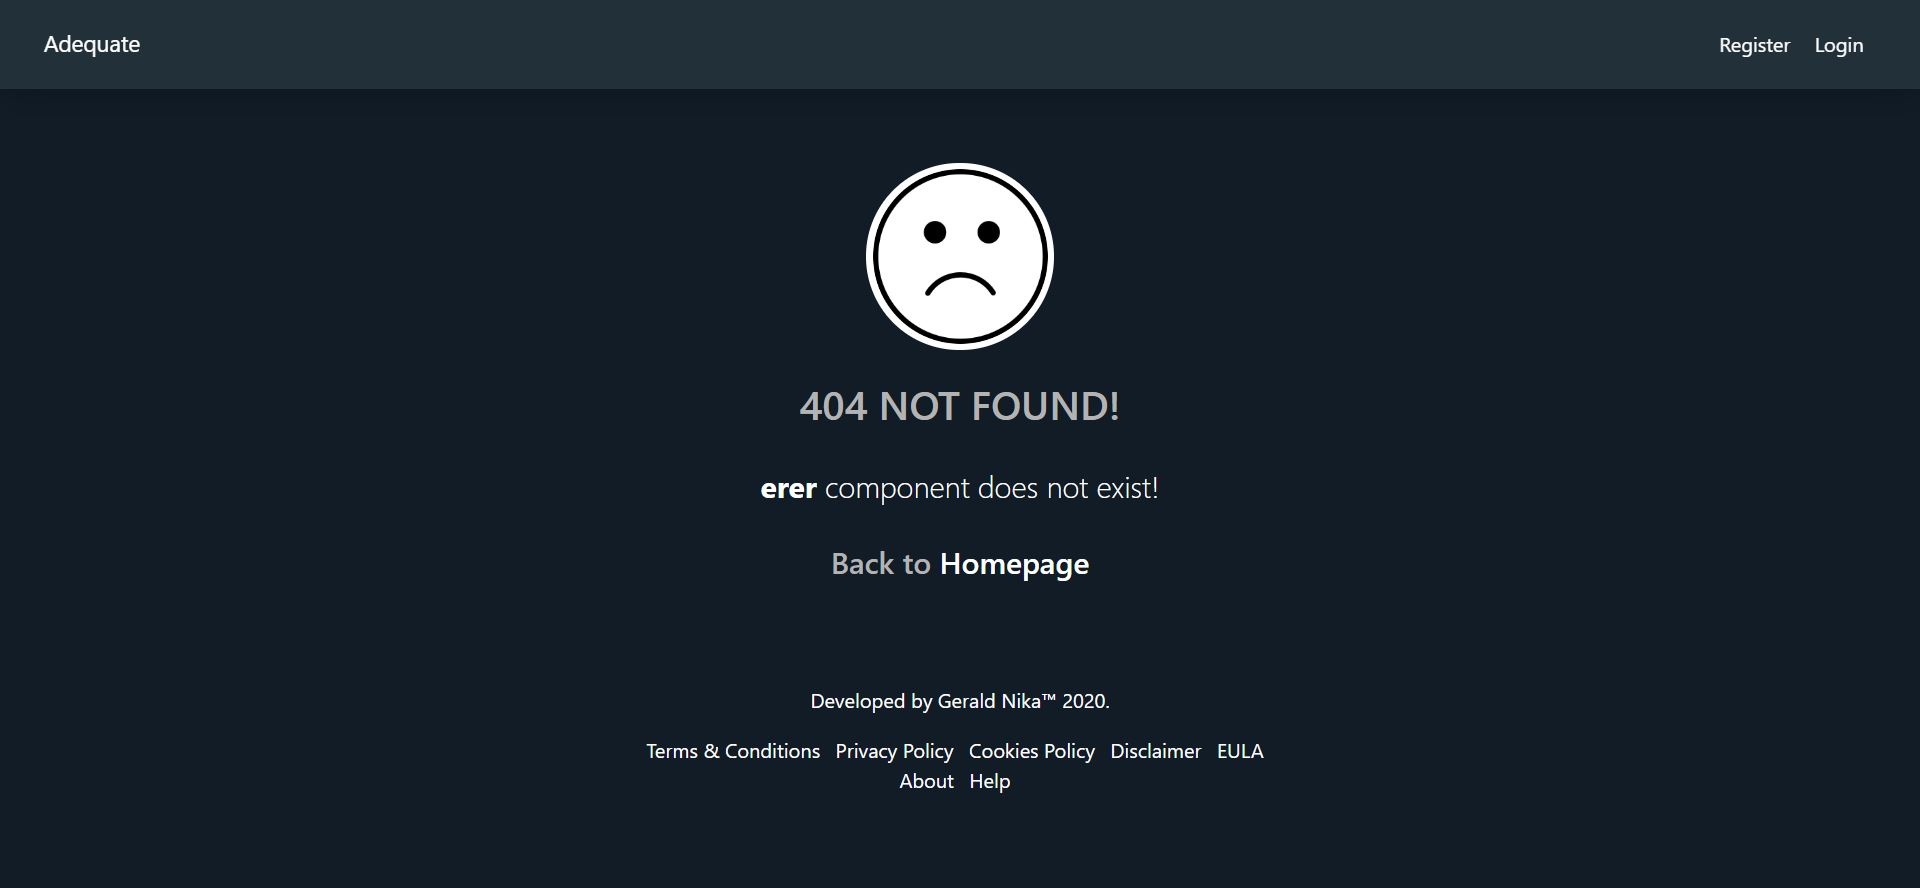 Adequate Register Login
404 NOT FOUND!
erer component does not exist!
Back to Homepage
Developed by Gerald Nika™ 2020.
Terms & Conditions Privacy Policy Cookies Policy Disclaimer EULA
About Help